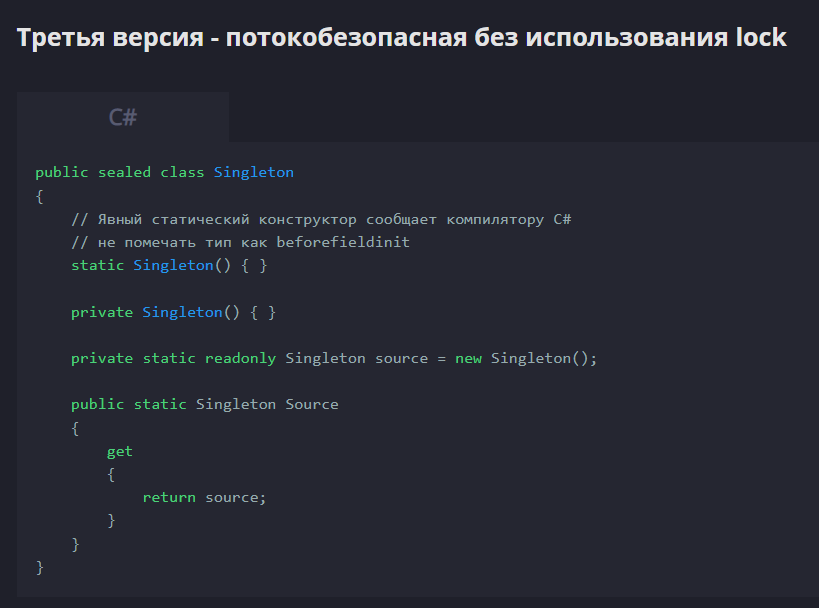 Третья версия - потокобезопасная без использования lock
C#
public sealed class Singleton
{
    // Явный статический конструктор сообщает компилятору C#
    // не помечать тип как beforefieldinit
    static Singleton() { }

    private Singleton() { }

    private static readonly Singleton source = new Singleton();

    public static Singleton Source
    {
        get
        {
            return source;
        }
    }
}